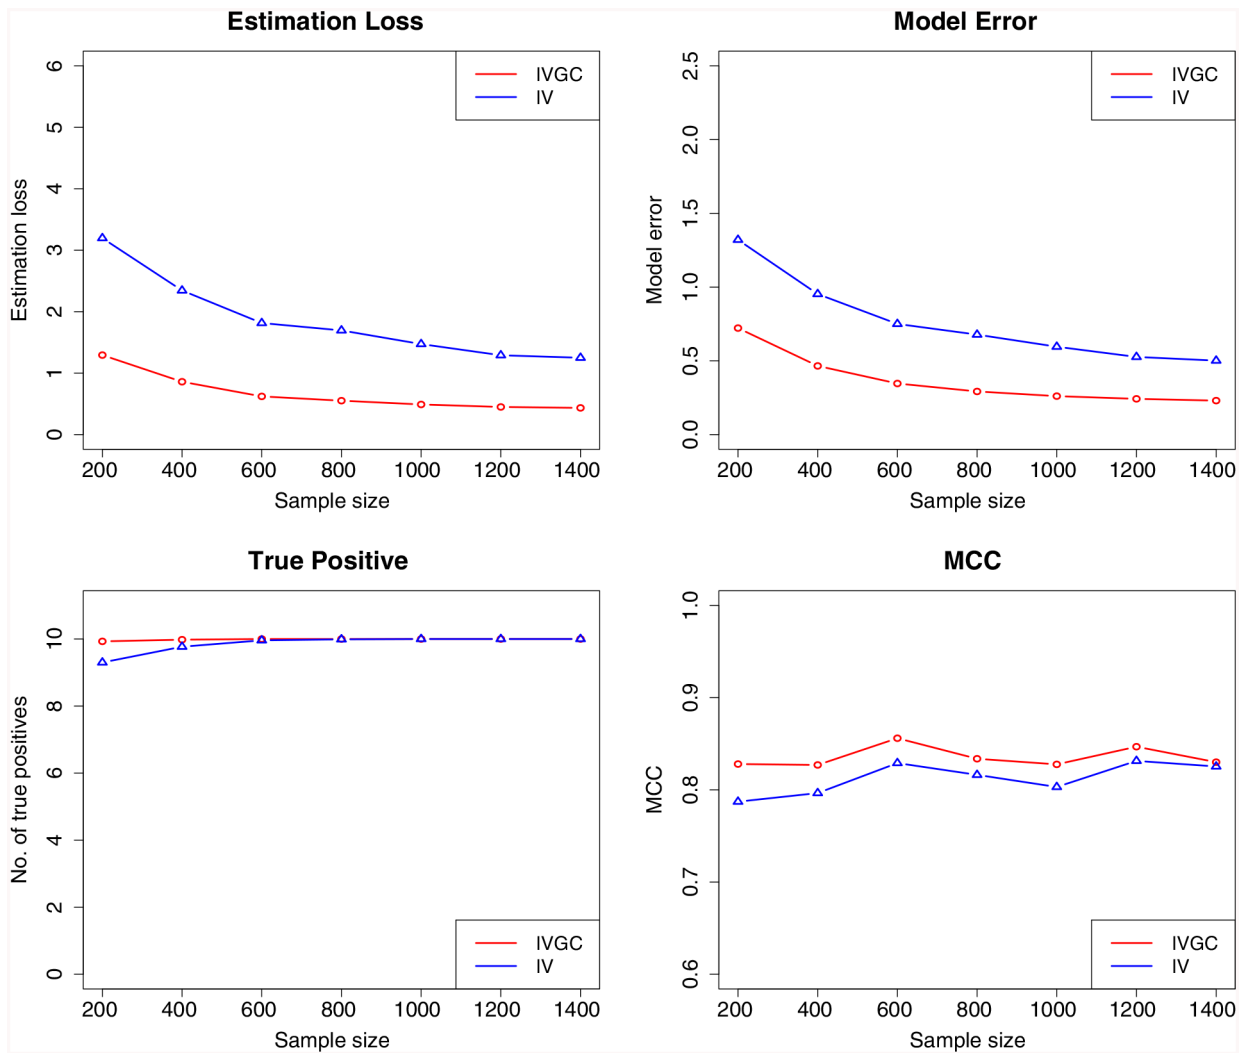 Estimation Loss
Estimation loss
6
5
4
3
2
1
0
IVGC
IV
200 400 600 800 1000 1200 1400
Sample size
Model Error
Model error
2.5
2.0
1.5
1.0
0.5
0.0
IVGC
IV
200 400 600 800 1000 1200 1400
Sample size
True Positive
No. of true positives
10
8
6
4
2
0
IVGC
IV
200 400 600 800 1000 1200 1400
Sample size
MCC
MCC
1.0
0.9
0.8
0.7
0.6
IVGC
IV
200 400 600 800 1000 1200 1400
Sample size